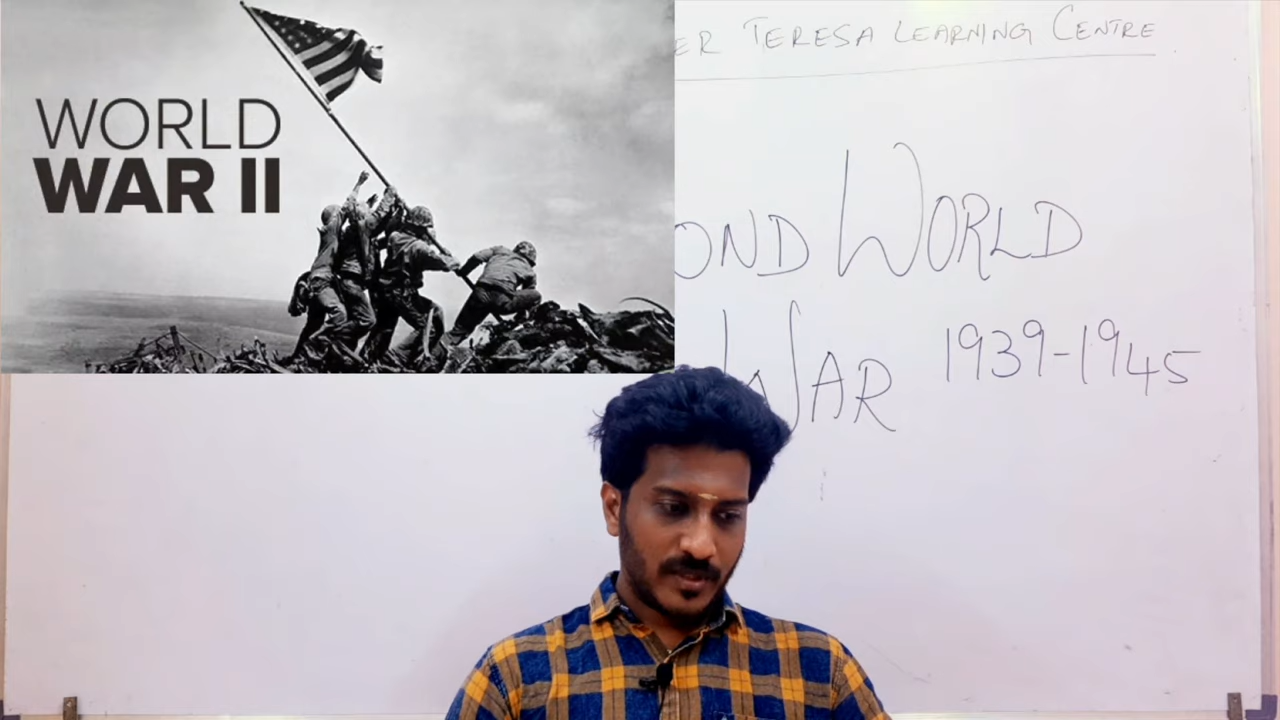 WORLD
WAR II
ER TERESA LEARNING CENTRE
OND WORLD
WAR 1939-1945